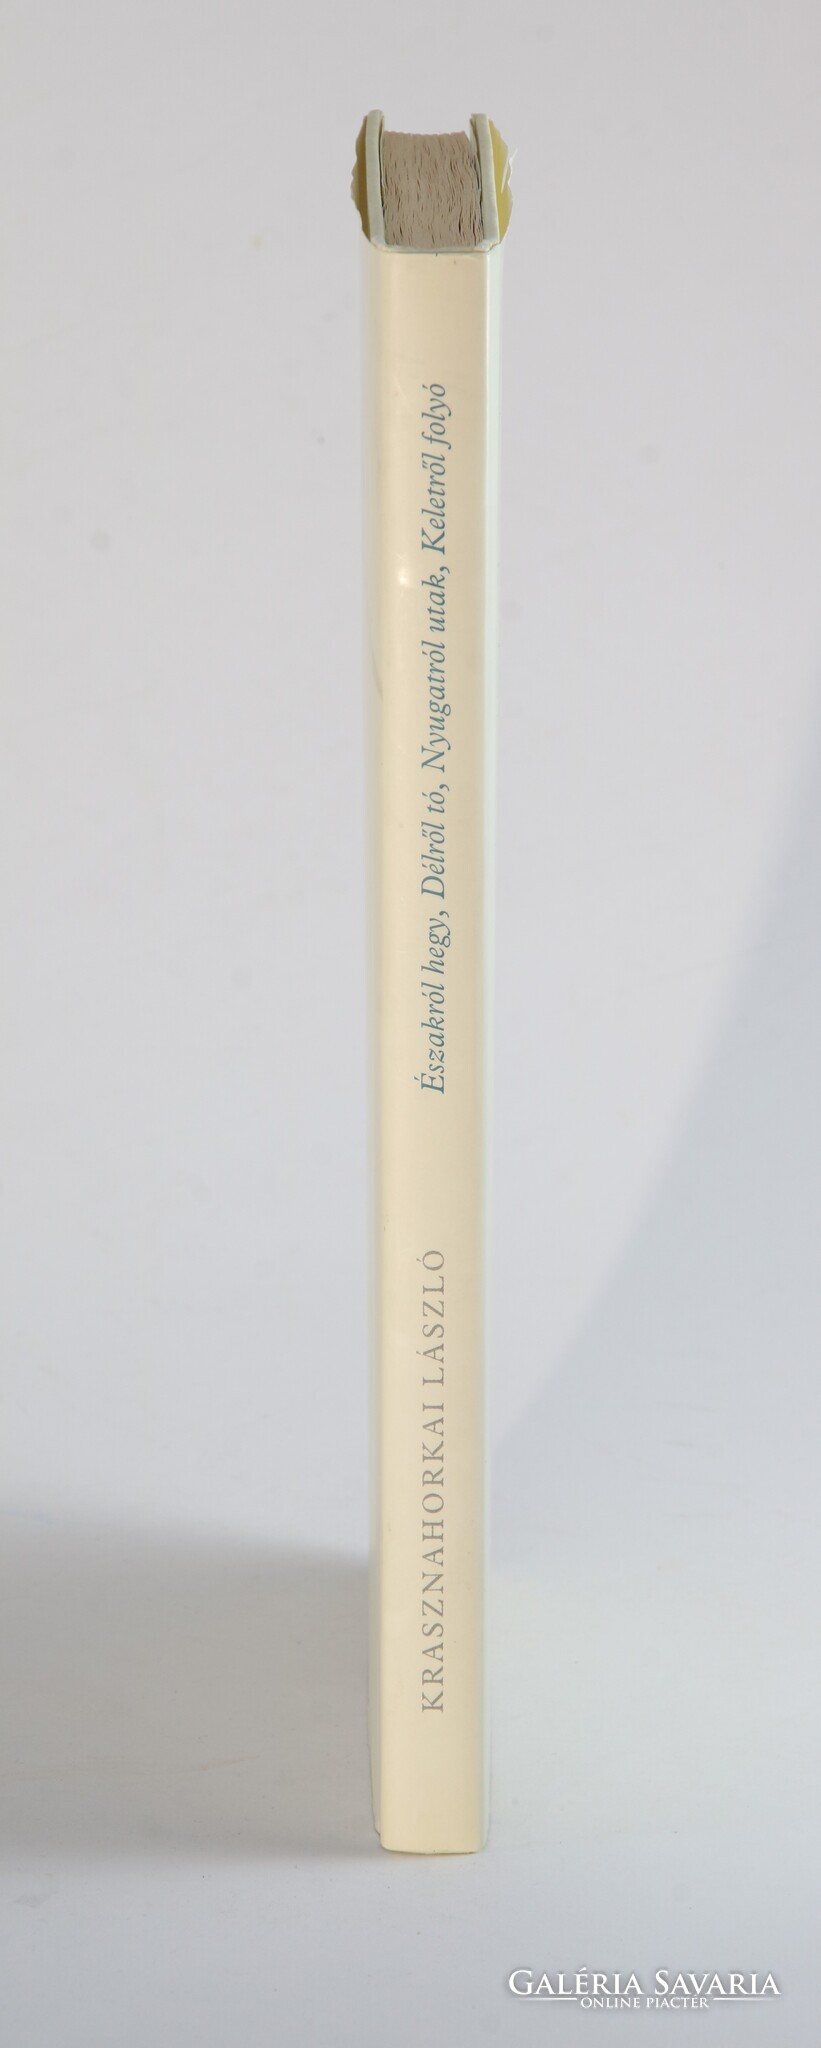 KRASZNAHORKAI LÁSZLÓ
Északról hegy, Délről tó, Nyugatról utak, Keletről folyó
GALÉRIA SAVARIA
ONLINE PIACTÉR